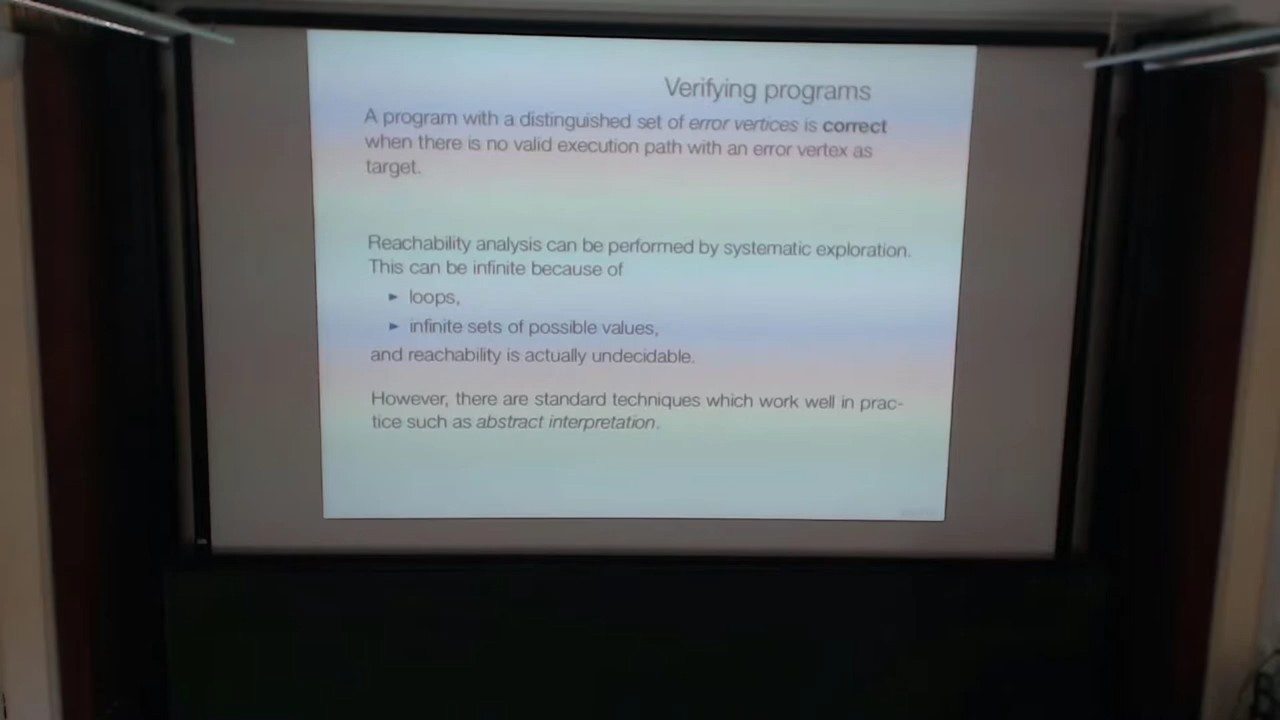 Verifying programs
A program with a distinguished set of error vertices is correct
when there is no valid execution path with an error vertex as
target.
Reachability analysis can be performed by systematic exploration.
This can be infinite because of
► loops,
► infinite sets of possible values,
and reachability is actually undecidable.
However, there are standard techniques which work well in prac-
tice such as abstract interpretation.